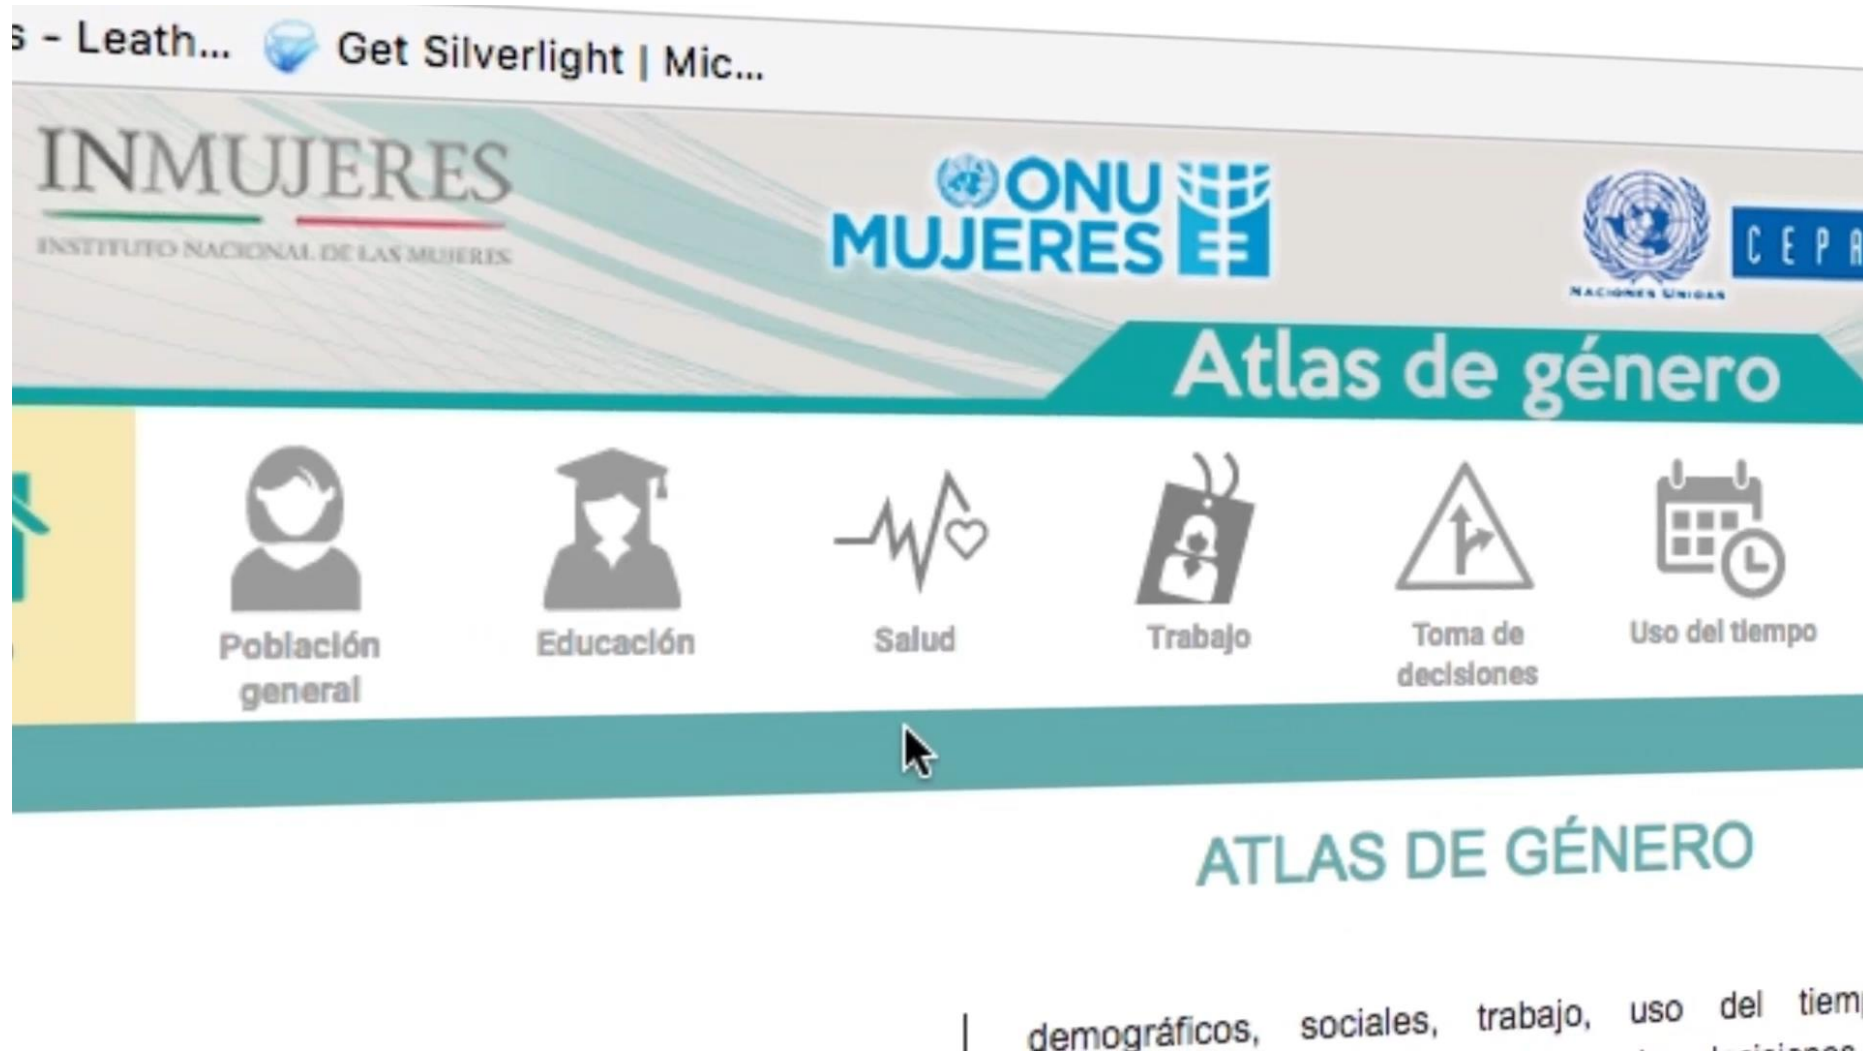 s - Leath... Get Silverlight | Mic...
INMUJERES
INSTITUTO NACIONAL DE LAS MUJERES
ONU
MUJERES
NACIONES UNIDAS
CEPA
Atlas de género
Población
general
Educación
Salud
Trabajo
Toma de
decisiones
Uso del tiempo
ATLAS DE GÉNERO
demográficos, sociales, trabajo, uso del tiem